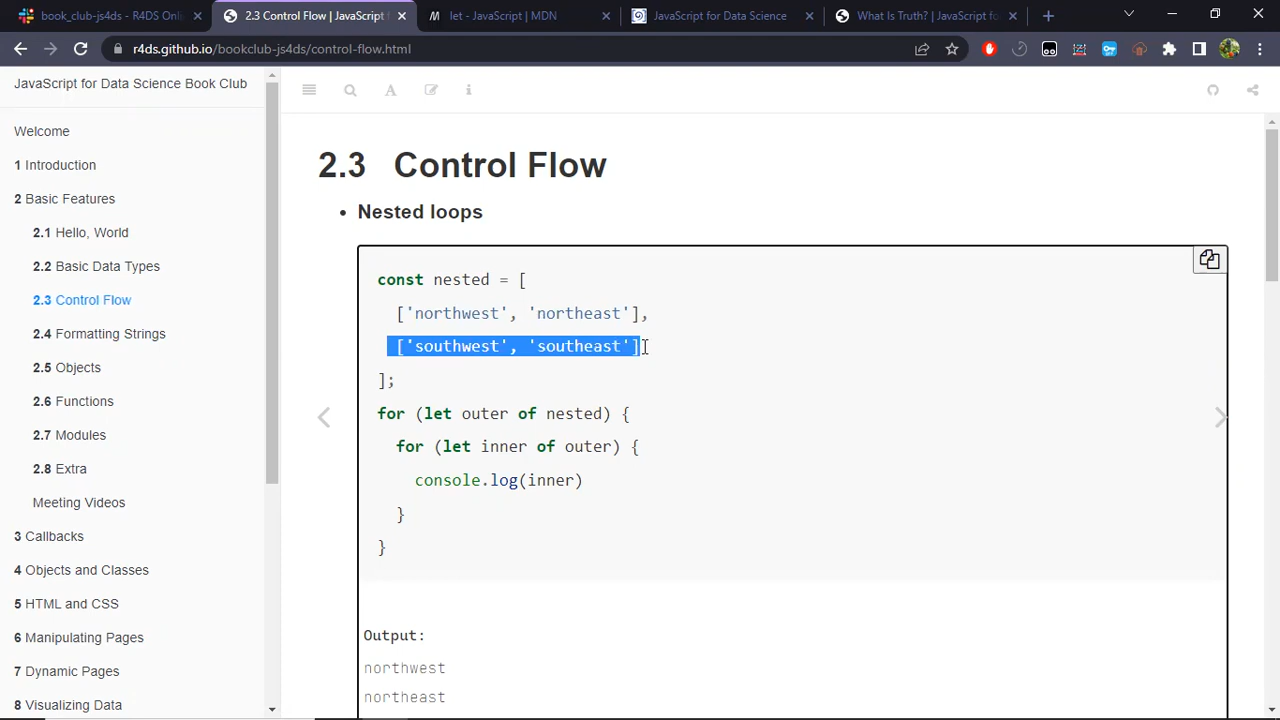 book_club-js4ds - R4DS Onli
2.3 Control Flow | JavaScript f
let - JavaScript | MDN
JavaScript for Data Science
What Is Truth? | JavaScript fo
r4ds.github.io/bookclub-js4ds/control-flow.html
JavaScript for Data Science Book Club
Welcome
1 Introduction
2 Basic Features
2.1 Hello, World
2.2 Basic Data Types
2.3 Control Flow
2.4 Formatting Strings
2.5 Objects
2.6 Functions
2.7 Modules
2.8 Extra
Meeting Videos
3 Callbacks
4 Objects and Classes
5 HTML and CSS
6 Manipulating Pages
7 Dynamic Pages
8 Visualizing Data
2.3 Control Flow
• Nested loops
const nested = [
['northwest', 'northeast'],
['southwest', 'southeast']
];
for (let outer of nested) {
for (let inner of outer) {
console.log(inner)
}
}
Output:
northwest
northeast